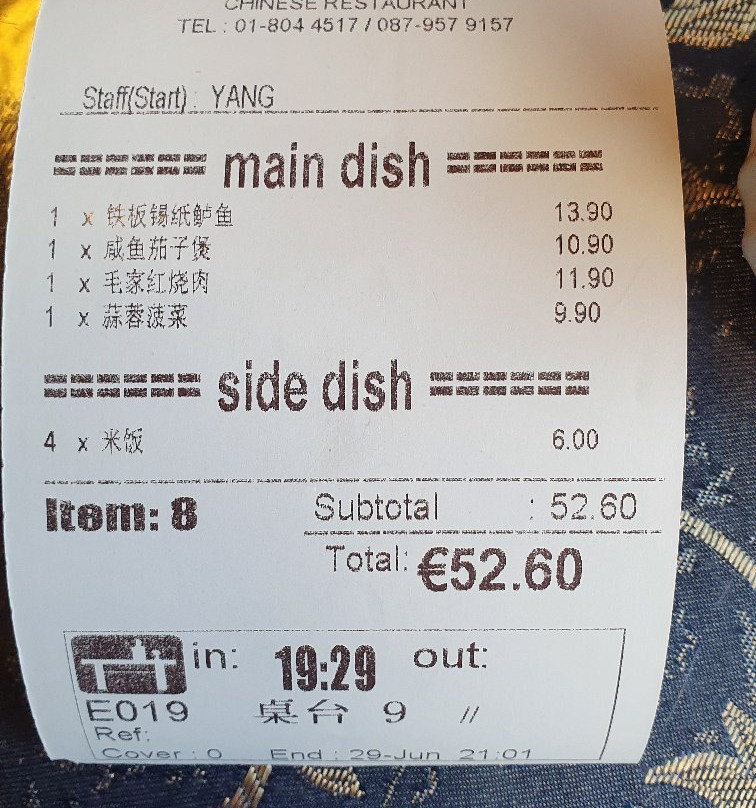 CHINESE RESTAURANT
TEL : 01-804 4517 / 087-957 9157
Staff(Start) : YANG
====== main dish ======
1 x 铁板锡纸鲈鱼 13.90
1 x 咸鱼茄子煲 10.90
1 x 毛家红烧肉 11.90
1 x 蒜蓉菠菜 9.90
====== side dish ======
4 x 米饭 6.00
Item: 8 Subtotal : 52.60
Total: €52.60
in: 19:29 out:
E019 桌台 9 //
Ref:
Cover : 0 End : 29-Jun 21:01